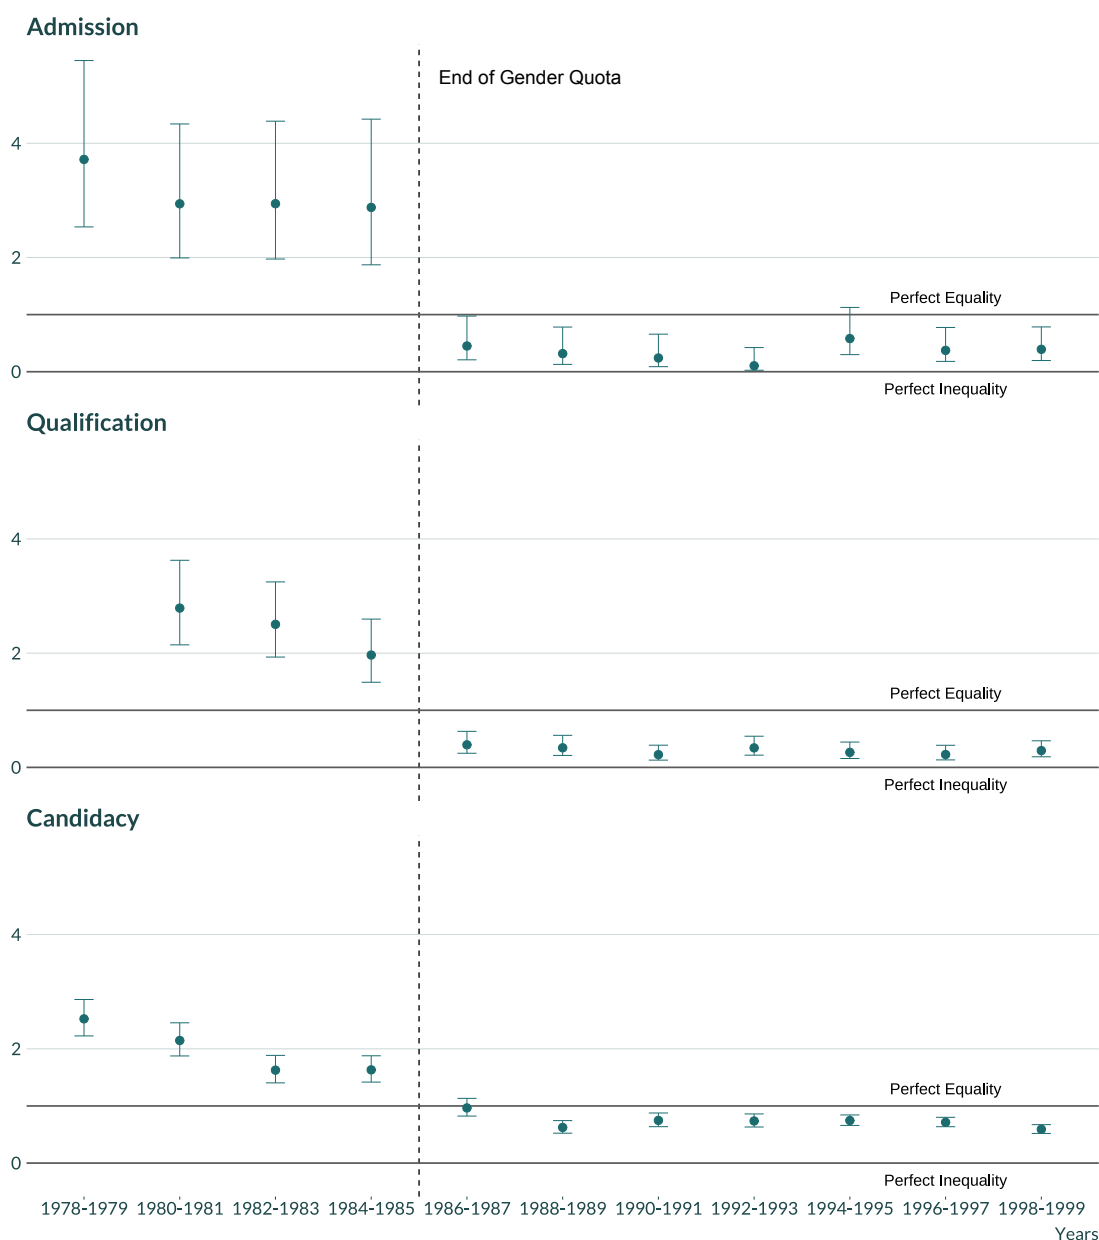 Admission
End of Gender Quota
4
2
Perfect Equality
0
Perfect Inequality
Qualification
4
2
Perfect Equality
0
Perfect Inequality
Candidacy
4
2
Perfect Equality
0
Perfect Inequality
1978-1979 1980-1981 1982-1983 1984-1985 1986-1987 1988-1989 1990-1991 1992-1993 1994-1995 1996-1997 1998-1999
Years